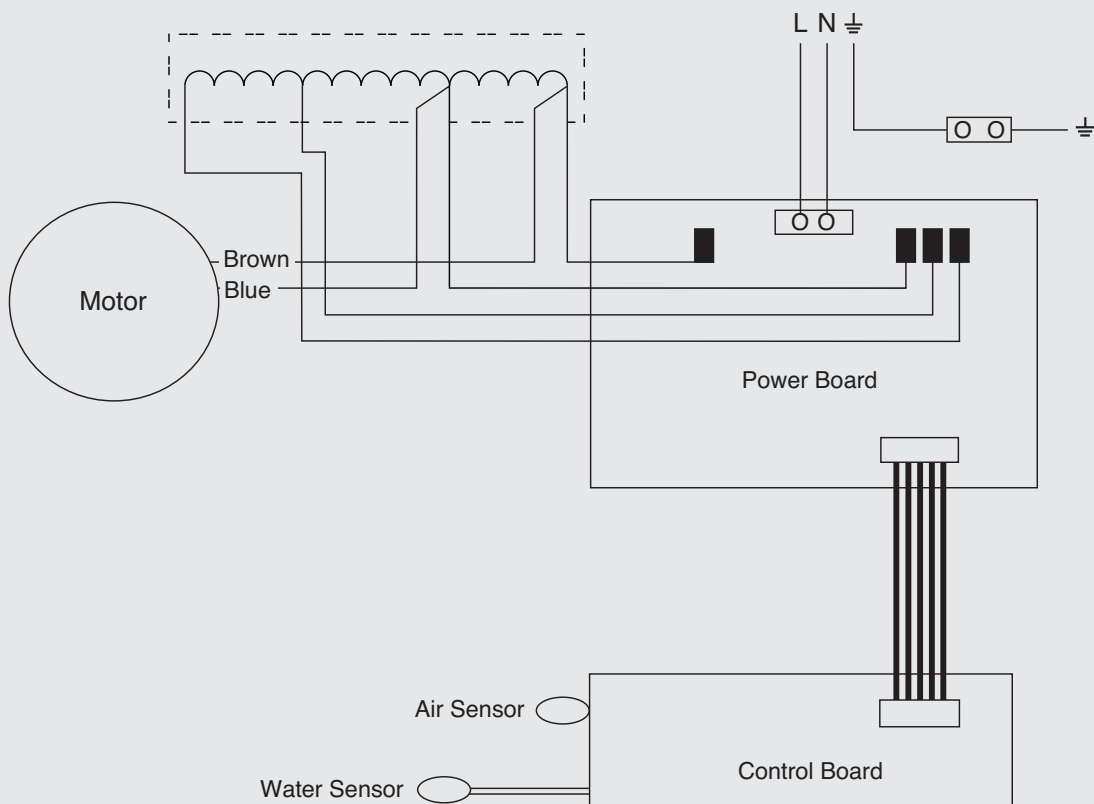 L N
Brown
Blue
Motor
Power Board
Air Sensor
Control Board
Water Sensor